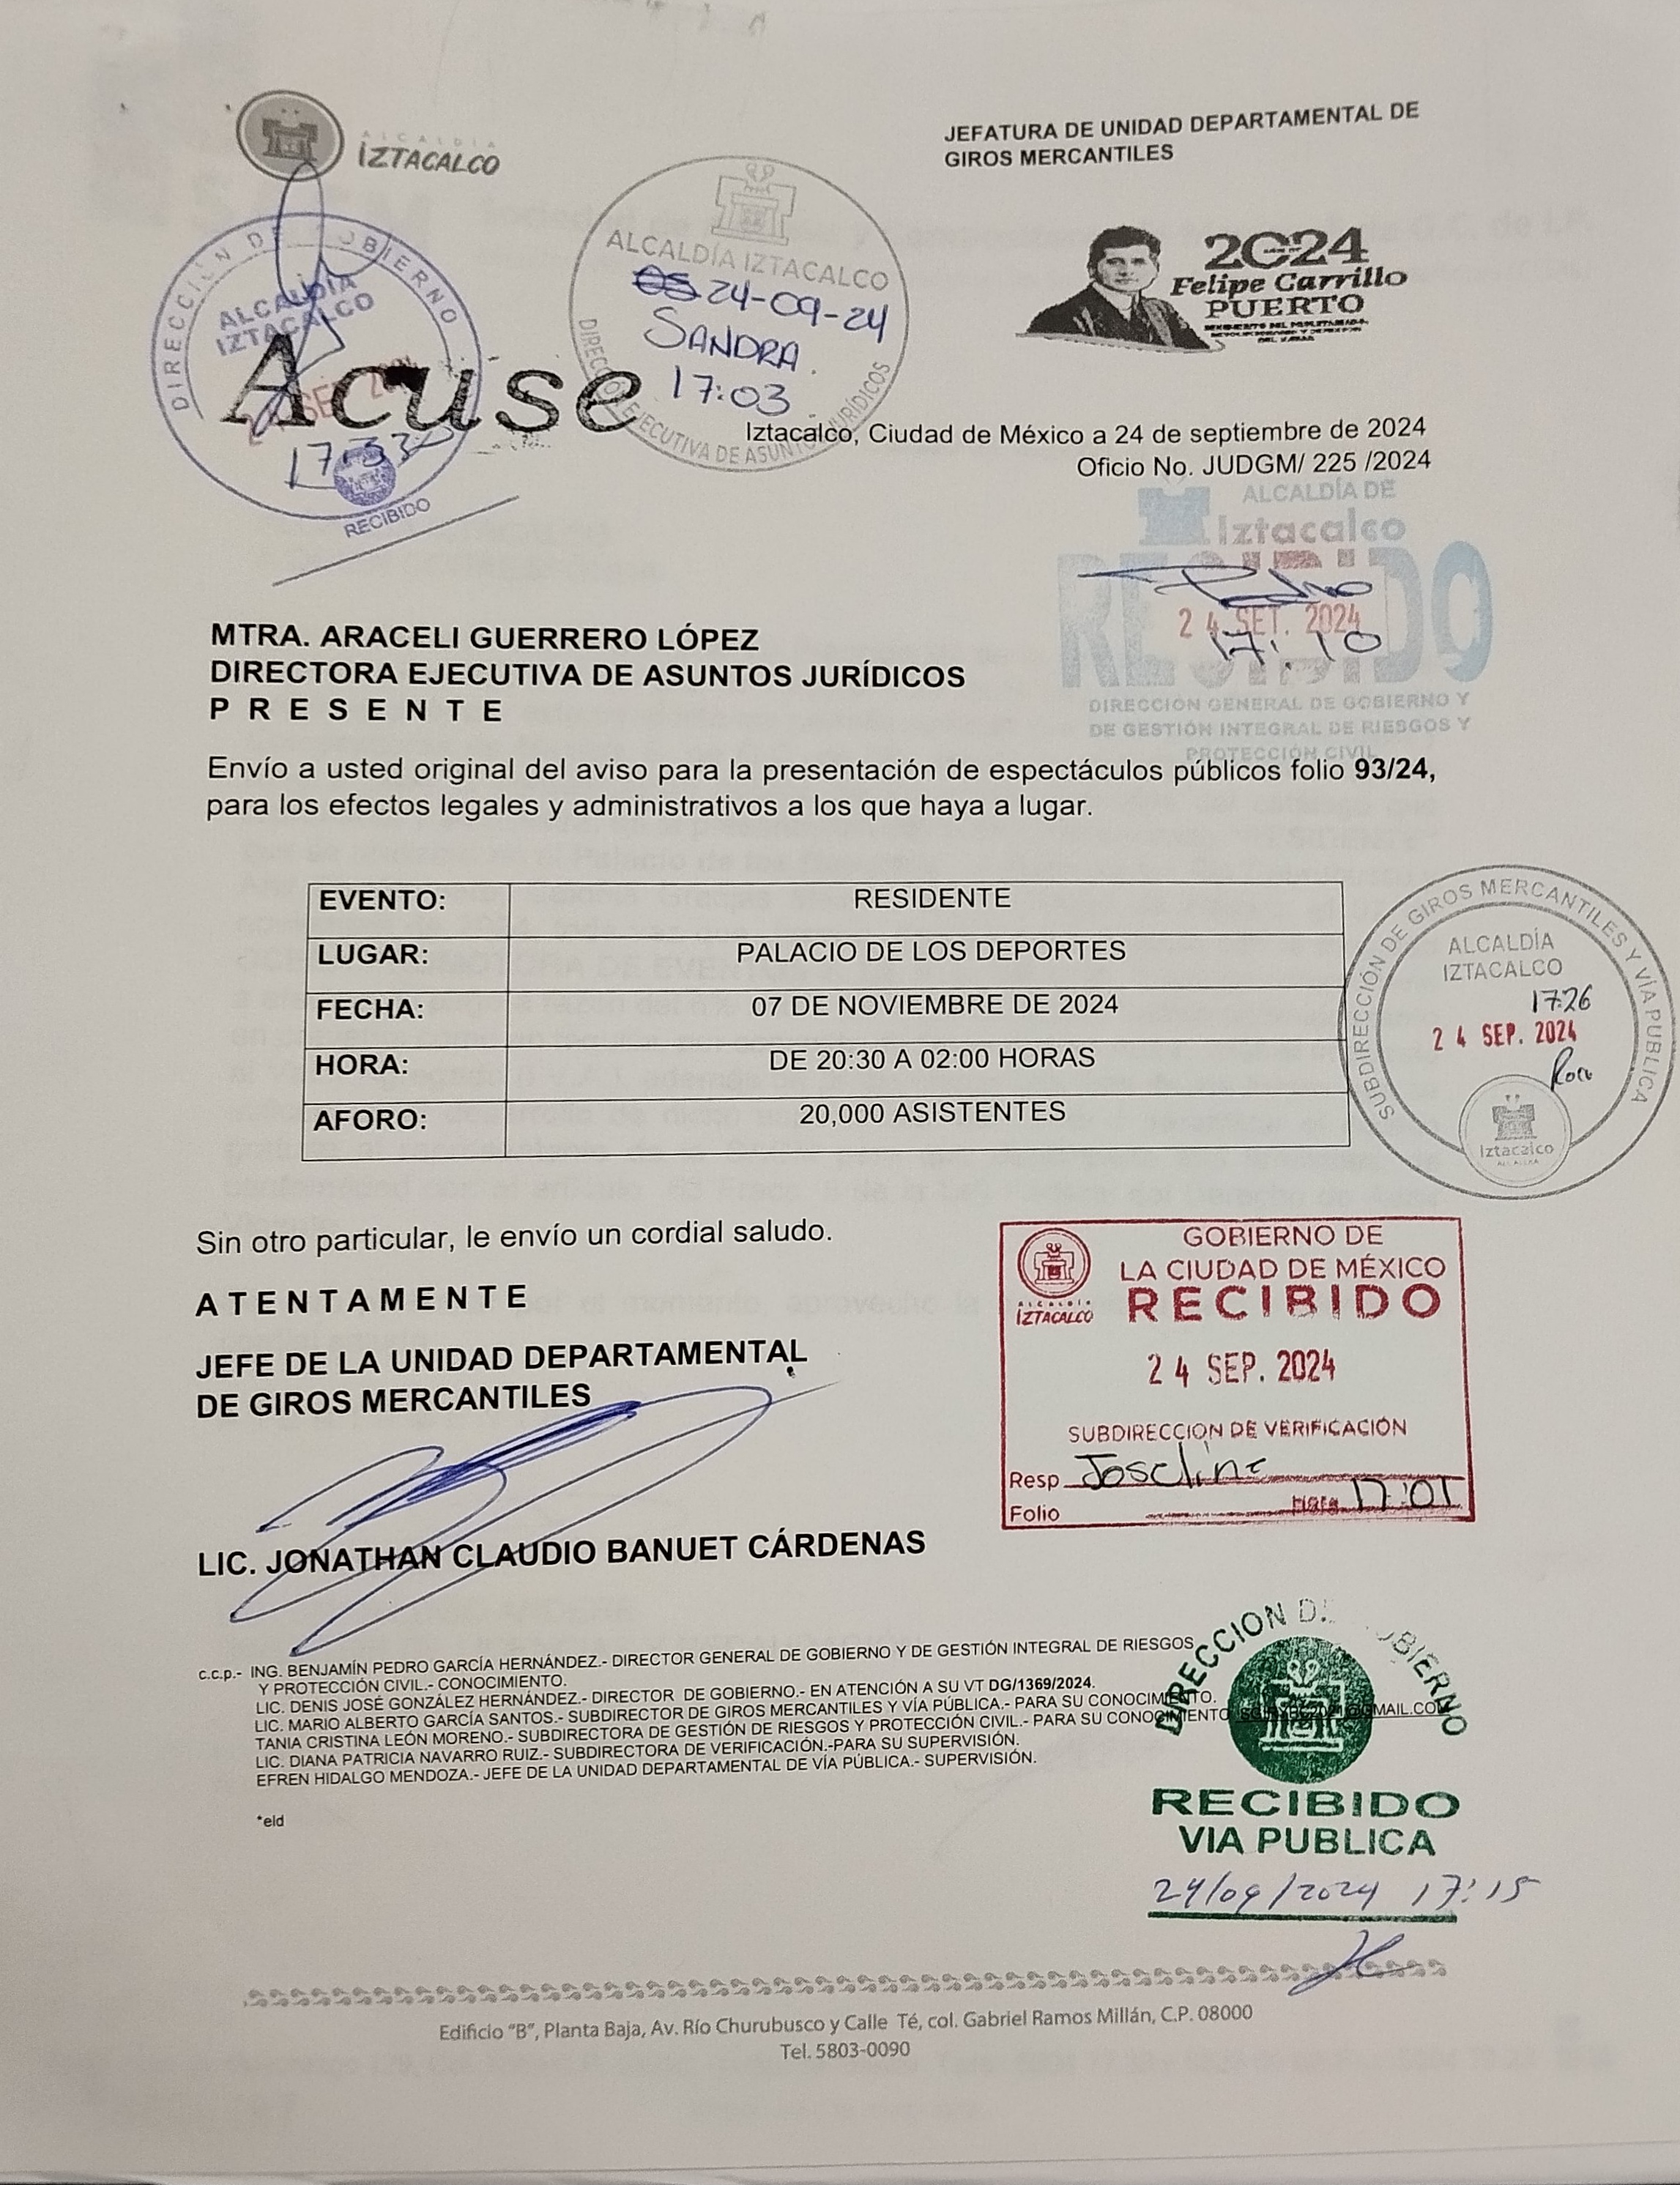 ALCALDÍA
IZTACALCO
JEFATURA DE UNIDAD DEPARTAMENTAL DE
GIROS MERCANTILES
DIRECCIÓN DE GOBIERNO
ALCALDÍA
IZTACALCO
17:33
RECIBIDO
Acuse
ALCALDÍA IZTACALCO
24-09-24
SANDRA
17:03
DIRECCIÓN EJECUTIVA DE ASUNTOS JURÍDICOS
2024
Felipe Carrillo
PUERTO
Iztacalco, Ciudad de México a 24 de septiembre de 2024
Oficio No. JUDGM/ 225 /2024
ALCALDÍA DE
Iztacalco
RECIBIDO
Pedro
24 SET. 2024
17:10
DIRECCIÓN GENERAL DE GOBIERNO Y
DE GESTIÓN INTEGRAL DE RIESGOS Y
PROTECCIÓN CIVIL
MTRA. ARACELI GUERRERO LÓPEZ
DIRECTORA EJECUTIVA DE ASUNTOS JURÍDICOS
P R E S E N T E
Envío a usted original del aviso para la presentación de espectáculos públicos folio 93/24,
para los efectos legales y administrativos a los que haya a lugar.
EVENTO: RESIDENTE
LUGAR: PALACIO DE LOS DEPORTES
FECHA: 07 DE NOVIEMBRE DE 2024
HORA: DE 20:30 A 02:00 HORAS
AFORO: 20,000 ASISTENTES
SUBDIRECCIÓN DE GIROS MERCANTILES Y VÍA PUBLICA
ALCALDÍA
IZTACALCO
17:26
24 SEP. 2024
Iztacalco
ALCALDÍA
Sin otro particular, le envío un cordial saludo.
A T E N T A M E N T E
JEFE DE LA UNIDAD DEPARTAMENTAL
DE GIROS MERCANTILES
LIC. JONATHAN CLAUDIO BANUET CÁRDENAS
ALCALDÍA
IZTACALCO
GOBIERNO DE
LA CIUDAD DE MÉXICO
RECIBIDO
24 SEP. 2024
SUBDIRECCION DE VERIFICACIÓN
Resp Joseline
Folio Hora 17:01
c.c.p.- ING. BENJAMÍN PEDRO GARCÍA HERNÁNDEZ.- DIRECTOR GENERAL DE GOBIERNO Y DE GESTIÓN INTEGRAL DE RIESGOS
Y PROTECCIÓN CIVIL.- CONOCIMIENTO.
LIC. DENIS JOSÉ GONZÁLEZ HERNÁNDEZ.- DIRECTOR DE GOBIERNO.- EN ATENCIÓN A SU VT DG/1369/2024.
LIC. MARIO ALBERTO GARCÍA SANTOS.- SUBDIRECTOR DE GIROS MERCANTILES Y VÍA PÚBLICA.- PARA SU CONOCIMIENTO.
TANIA CRISTINA LEÓN MORENO.- SUBDIRECTORA DE GESTIÓN DE RIESGOS Y PROTECCIÓN CIVIL.- PARA SU CONOCIMIENTO
LIC. DIANA PATRICIA NAVARRO RUIZ.- SUBDIRECTORA DE VERIFICACIÓN.-PARA SU SUPERVISIÓN.
EFREN HIDALGO MENDOZA.- JEFE DE LA UNIDAD DEPARTAMENTAL DE VÍA PÚBLICA.- SUPERVISIÓN.
*eld
DIRECCION DE GOBIERNO
RECIBIDO
VIA PUBLICA
24/09/2024 17:15
Edificio "B", Planta Baja, Av. Río Churubusco y Calle Té, col. Gabriel Ramos Millán, C.P. 08000
Tel. 5803-0090